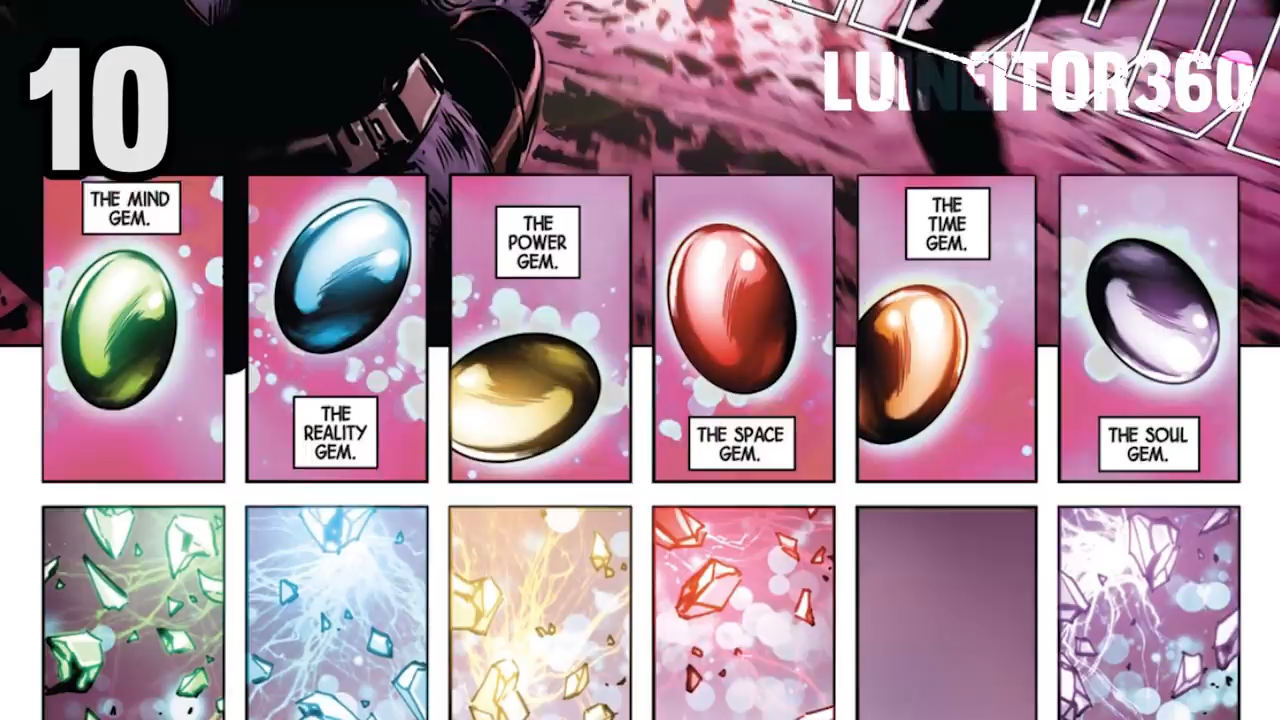 10
LUINEITOR360
THE MIND
GEM.
THE
REALITY
GEM.
THE
POWER
GEM.
THE SPACE
GEM.
THE
TIME
GEM.
THE SOUL
GEM.